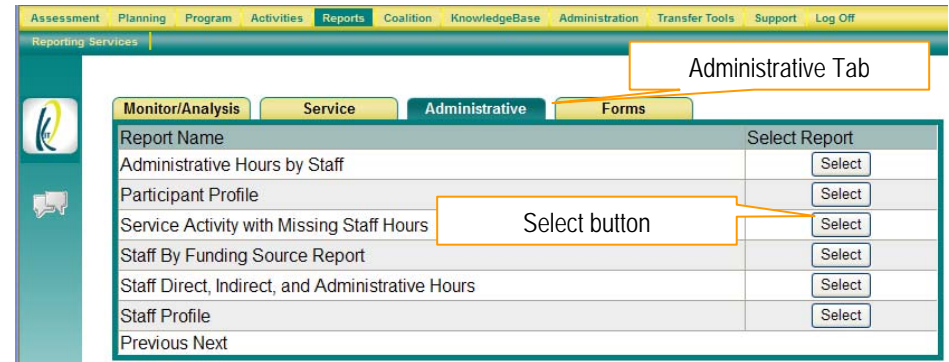 Assessment Planning Program Activities Reports Coalition KnowledgeBase Administration Transfer Tools Support Log Off
Reporting Services
Administrative Tab
Monitor/Analysis Service Administrative Forms
Report Name Select Report
Administrative Hours by Staff Select
Participant Profile Select
Service Activity with Missing Staff Hours Select button Select
Staff By Funding Source Report Select
Staff Direct, Indirect, and Administrative Hours Select
Staff Profile Select
Previous Next